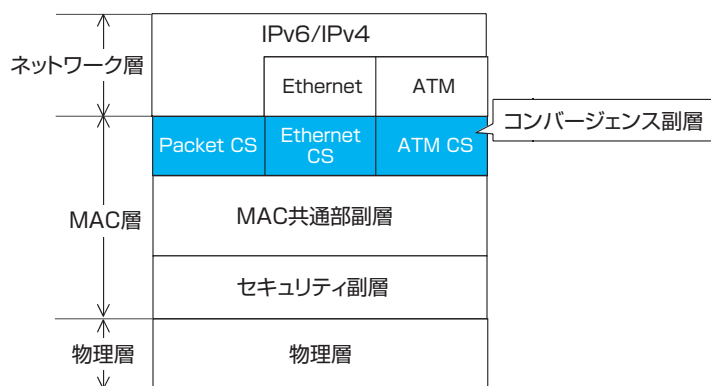 IPv6/IPv4
ネットワーク層
Ethernet
ATM
コンバージェンス副層
Packet CS
Ethernet
CS
ATM CS
MAC層
MAC共通部副層
セキュリティ副層
物理層
物理層